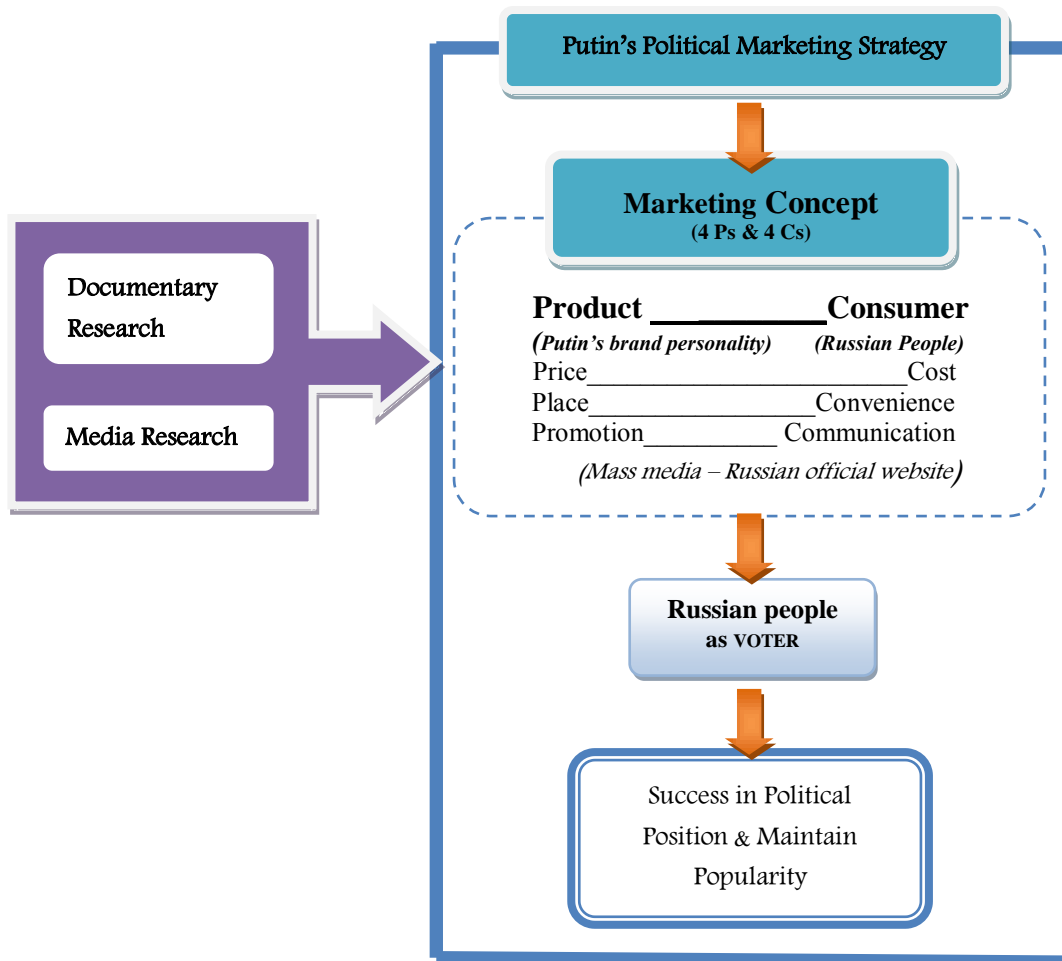 Putin's Political Marketing Strategy
Marketing Concept
(4 Ps & 4 Cs)
Documentary
Research
Media Research
Product ____________Consumer
(Putin's brand personality) (Russian People)
Price________________________Cost
Place_________________Convenience
Promotion__________ Communication
(Mass media – Russian official website)
Russian people
as VOTER
Success in Political
Position & Maintain
Popularity